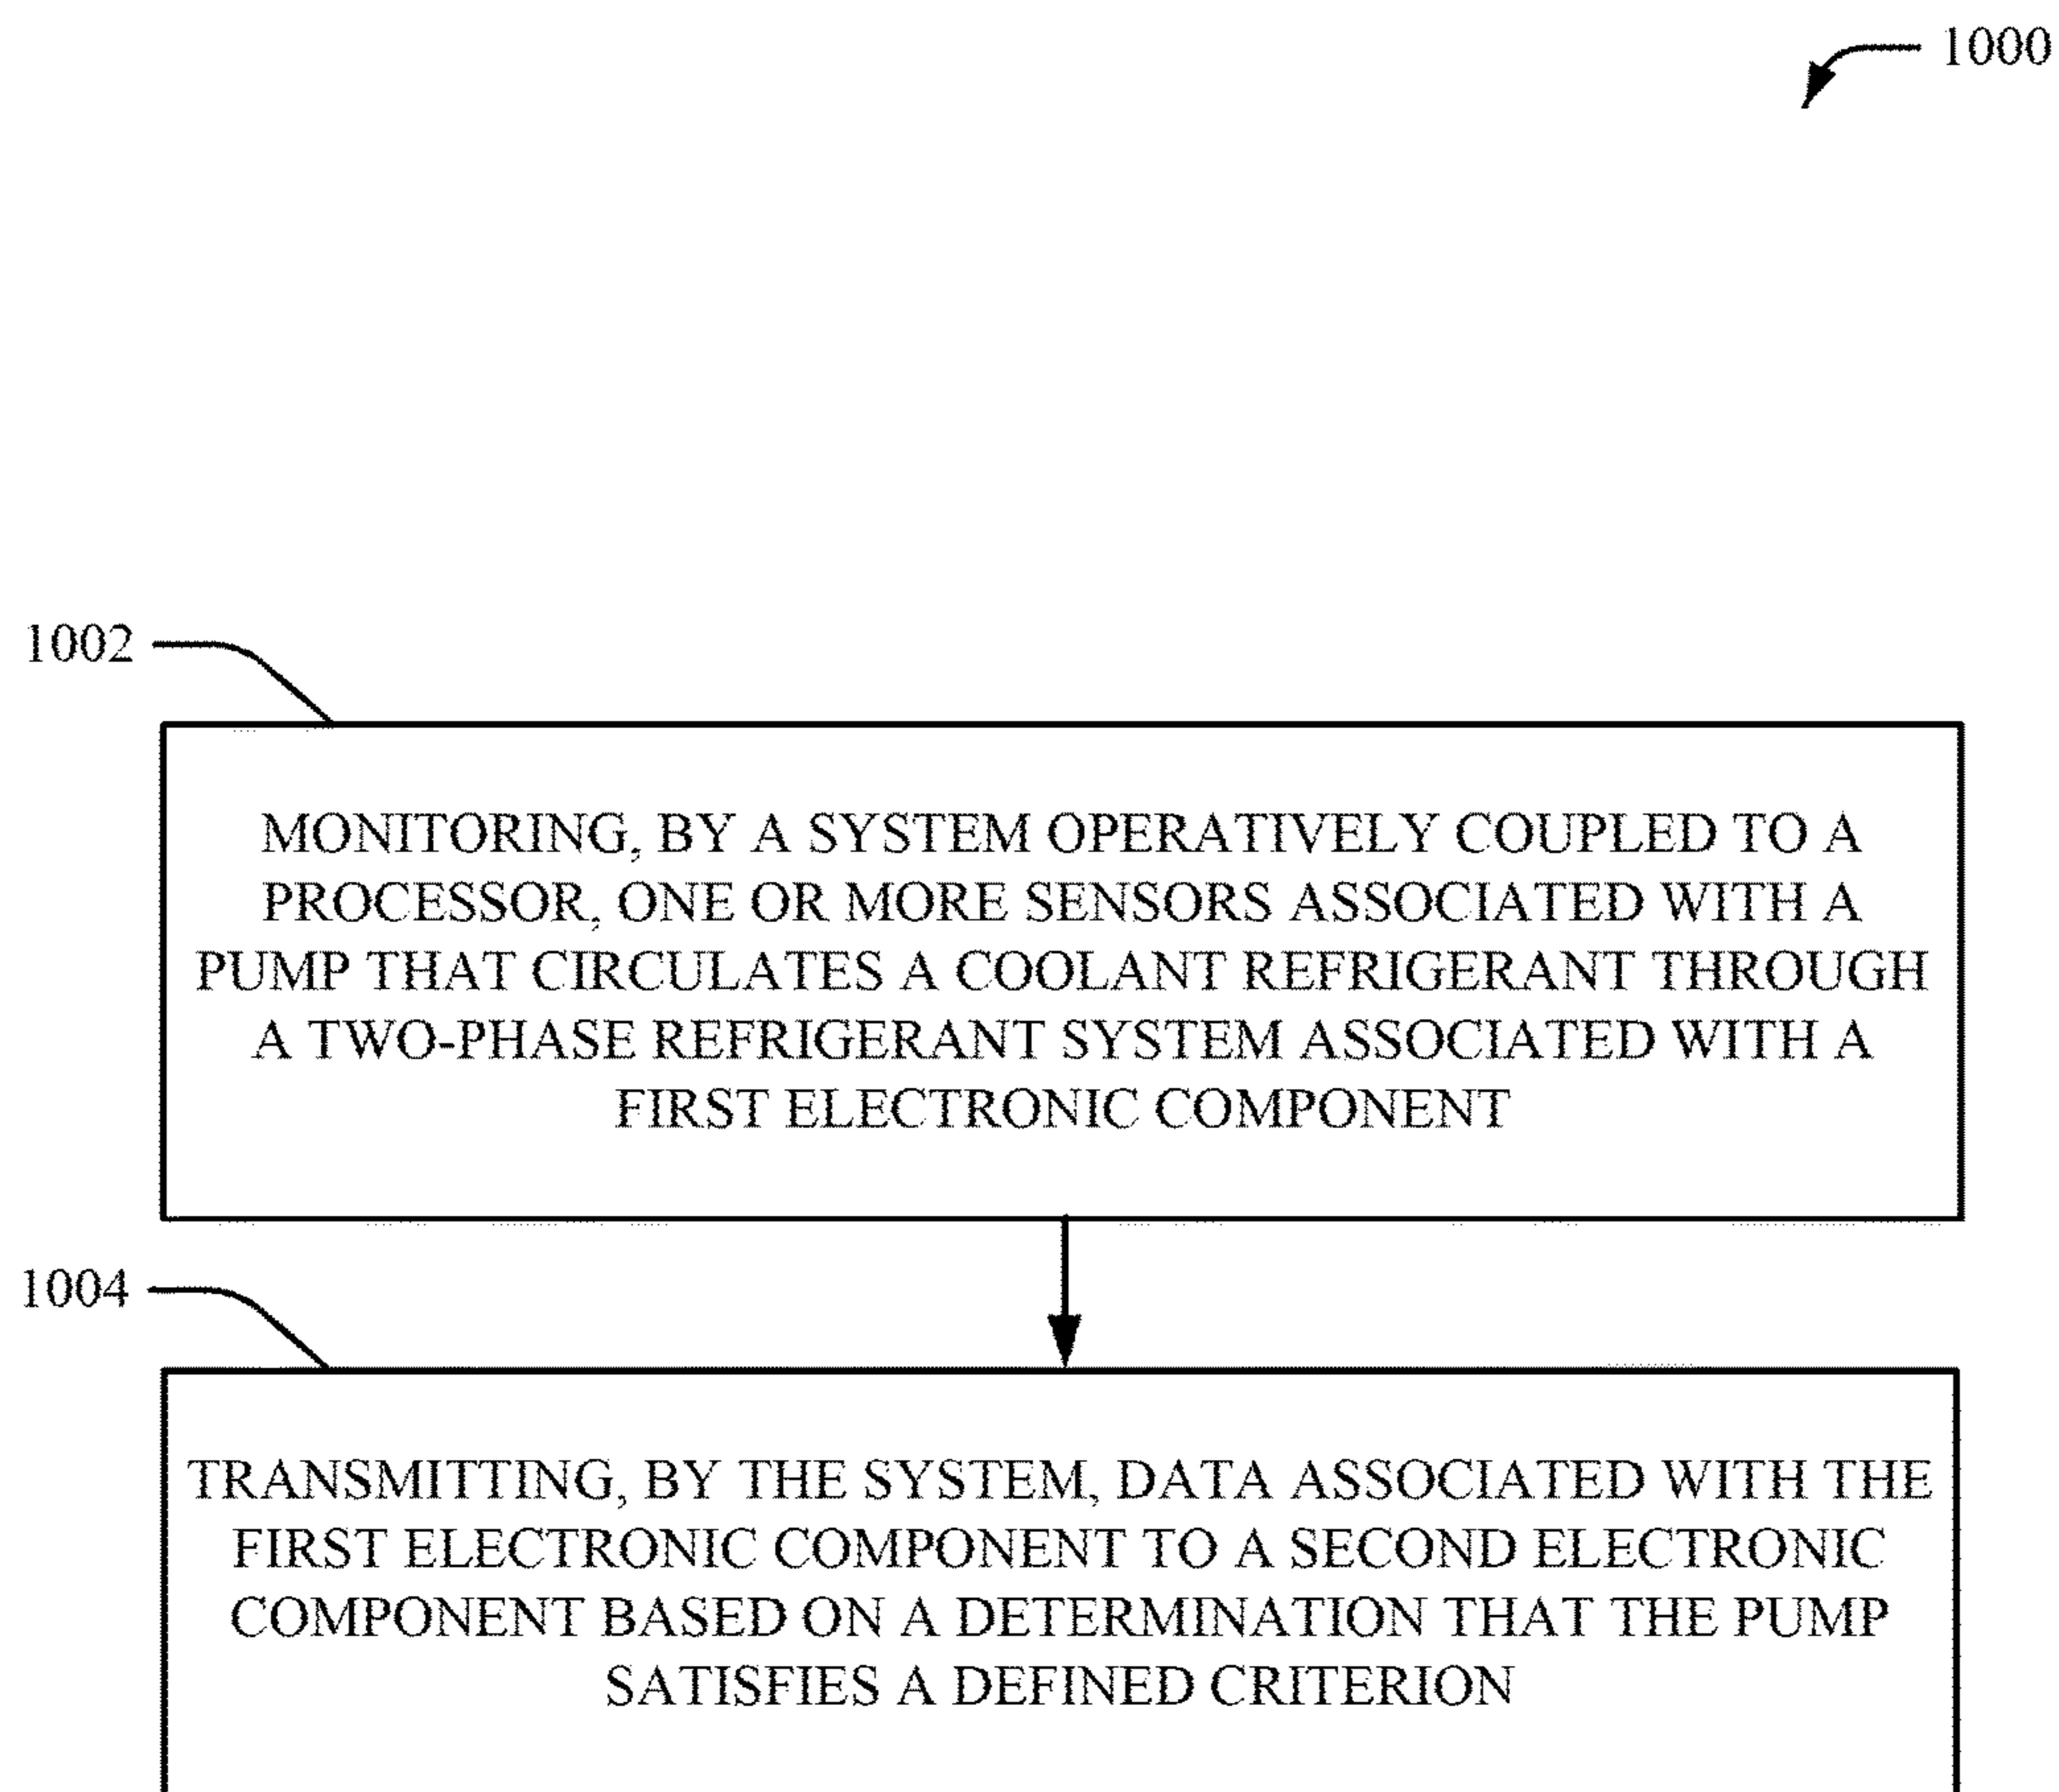 1000
1002
MONITORING, BY A SYSTEM OPERATIVELY COUPLED TO A
PROCESSOR, ONE OR MORE SENSORS ASSOCIATED WITH A
PUMP THAT CIRCULATES A COOLANT REFRIGERANT THROUGH
A TWO-PHASE REFRIGERANT SYSTEM ASSOCIATED WITH A
FIRST ELECTRONIC COMPONENT
1004
TRANSMITTING, BY THE SYSTEM, DATA ASSOCIATED WITH THE
FIRST ELECTRONIC COMPONENT TO A SECOND ELECTRONIC
COMPONENT BASED ON A DETERMINATION THAT THE PUMP
SATISFIES A DEFINED CRITERION